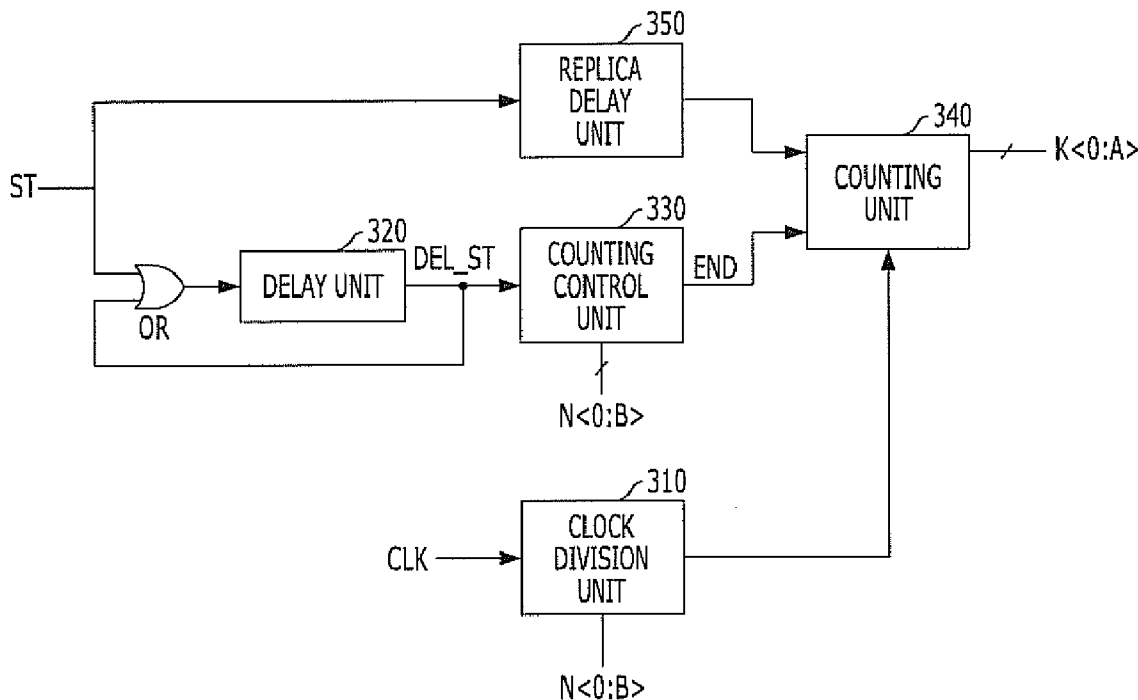 350
REPLICA
DELAY
UNIT
340
COUNTING
UNIT
K<0:A>
ST
320
DELAY UNIT
DEL_ST
330
COUNTING
CONTROL
UNIT
END
OR
N<0:B>
310
CLOCK
DIVISION
UNIT
CLK
N<0:B>